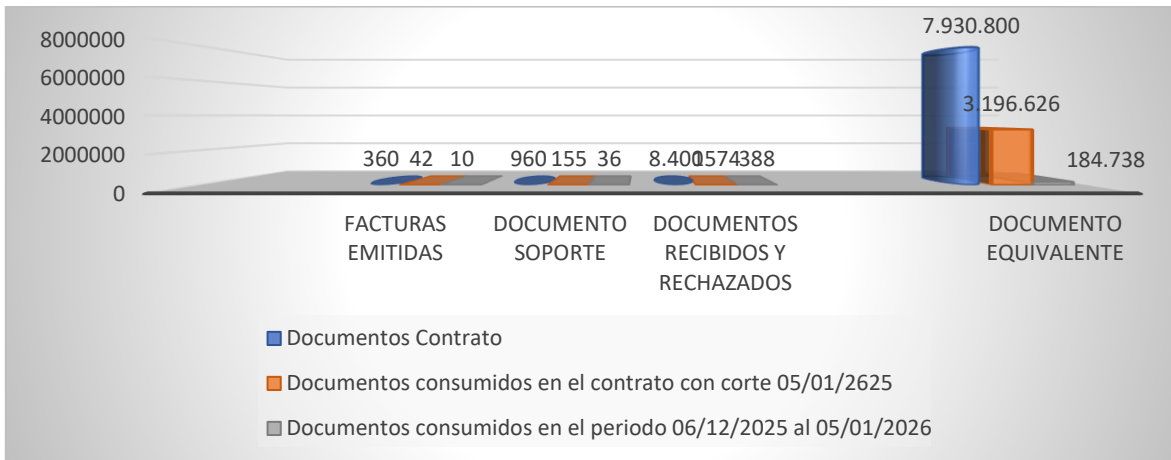 8000000
6000000
4000000
2000000
0
7.930.800
3.196.626
184.738
360 42 10
960 155 36
8.400 1574 388
FACTURAS
EMITIDAS
DOCUMENTO
SOPORTE
DOCUMENTOS
RECIBIDOS Y
RECHAZADOS
DOCUMENTO
EQUIVALENTE
Documentos Contrato
Documentos consumidos en el contrato con corte 05/01/2625
Documentos consumidos en el periodo 06/12/2025 al 05/01/2026